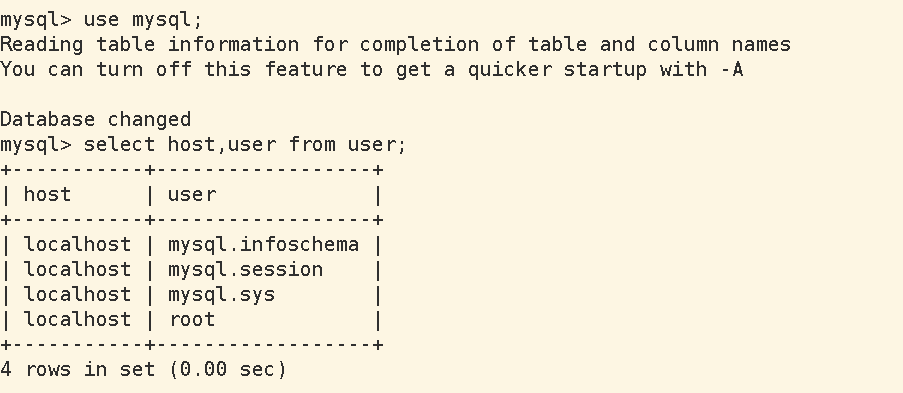 mysql> use mysql;
Reading table information for completion of table and column names
You can turn off this feature to get a quicker startup with -A

Database changed
mysql> select host,user from user;
+-----------+------------------+
| host      | user             |
+-----------+------------------+
| localhost | mysql.infoschema |
| localhost | mysql.session    |
| localhost | mysql.sys        |
| localhost | root             |
+-----------+------------------+
4 rows in set (0.00 sec)